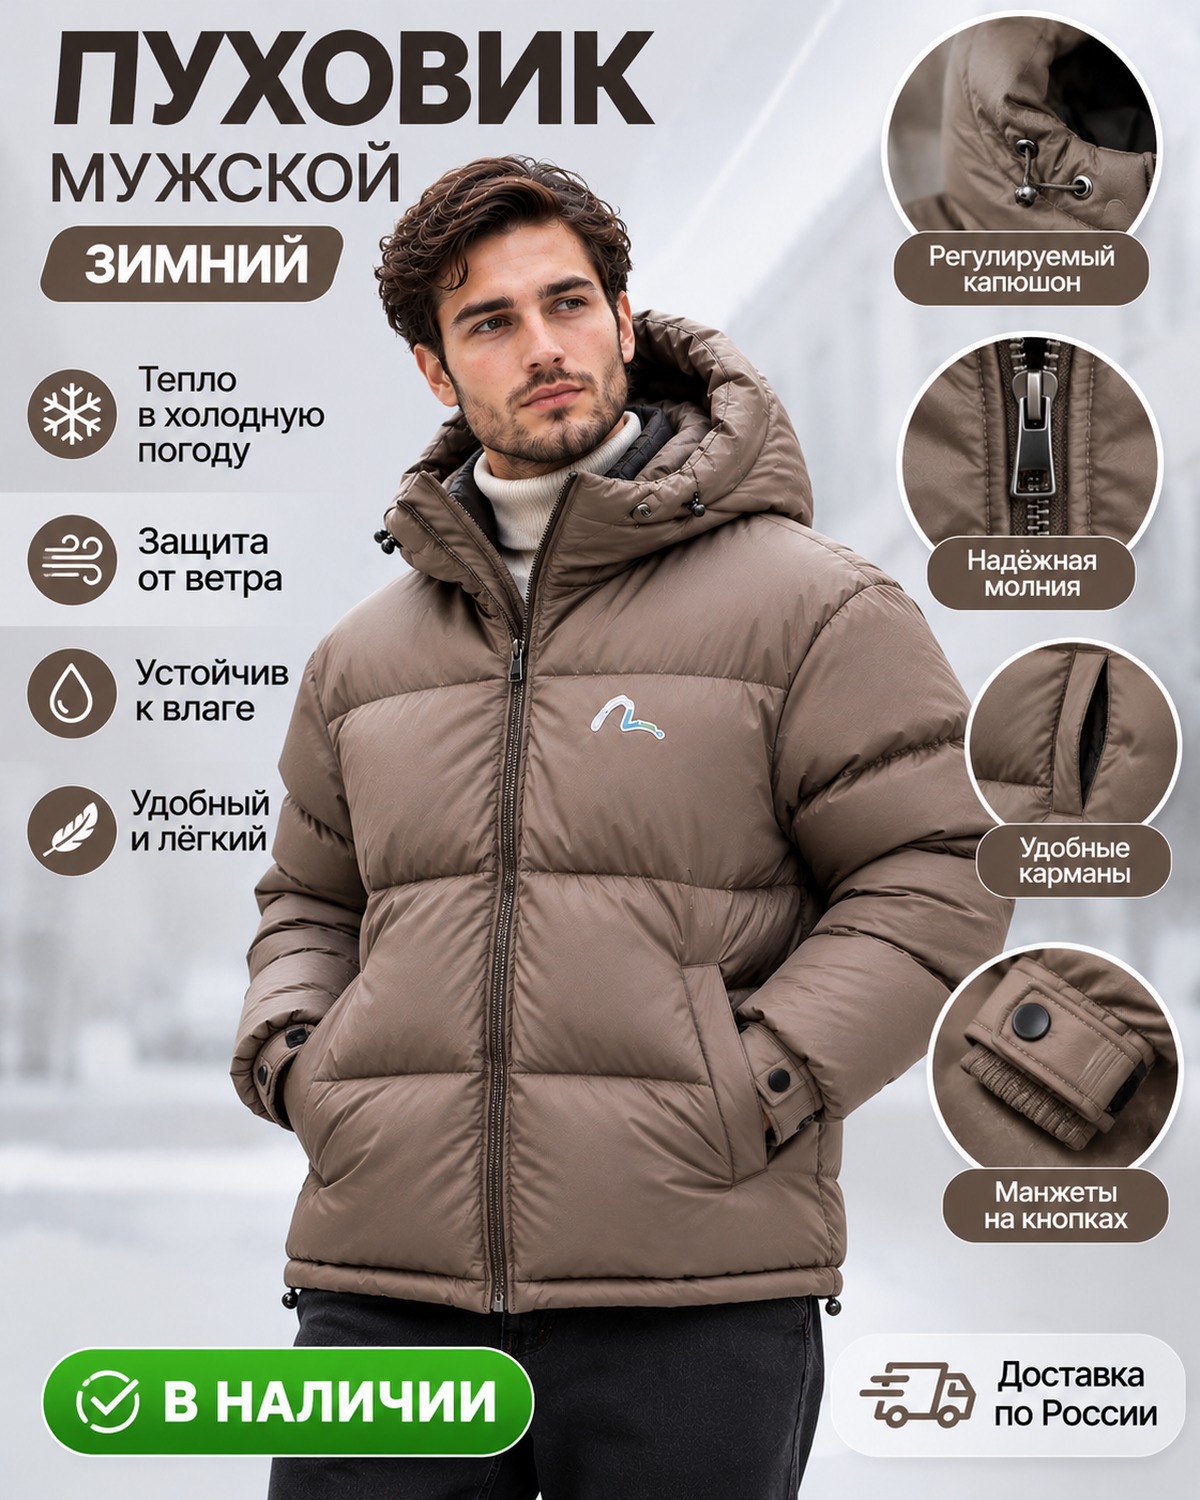 ПУХОВИК
МУЖСКОЙ
ЗИМНИЙ
Тепло
в холодную
погоду
Защита
от ветра
Устойчив
к влаге
Удобный
и лёгкий
Регулируемый
капюшон
Надёжная
молния
Удобные
карманы
Манжеты
на кнопках
В НАЛИЧИИ
Доставка
по России